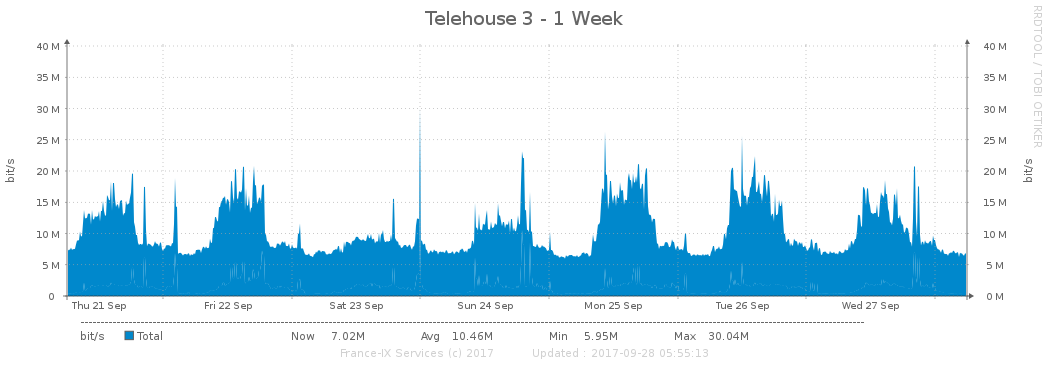 Telehouse 3 - 1 Week
RRDTOOL / TOBI OETIKER
40 M 40 M
35 M 35 M
30 M 30 M
25 M 25 M
20 M 20 M
15 M 15 M
10 M 10 M
5 M 5 M
0 0 M
bit/s bit/s
Thu 21 Sep Fri 22 Sep Sat 23 Sep Sun 24 Sep Mon 25 Sep Tue 26 Sep Wed 27 Sep
bit/s Total Now 7.02M Avg 10.46M Min 5.95M Max 30.04M
France-IX Services (c) 2017 Updated : 2017-09-28 05:55:13